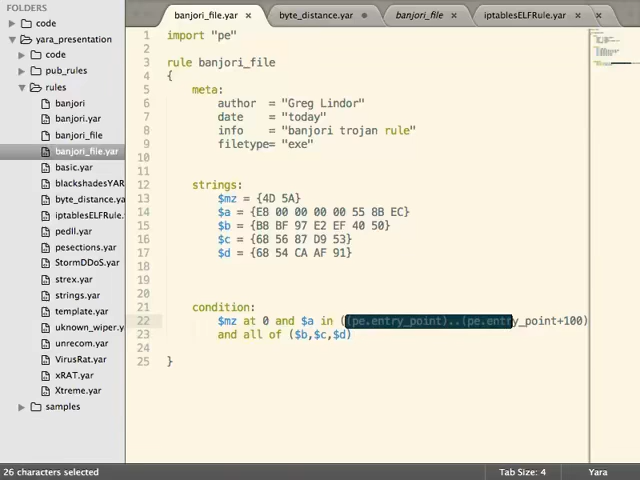 FOLDERS
code
yara_presentation
code
pub_rules
rules
banjori
banjori.yar
banjori_file
banjori_file.yar
basic.yar
blackshadesYAR
byte_distance.ya
iptablesELFRule.
pedll.yar
pesections.yar
StormDDoS.yar
strex.yar
strings.yar
template.yar
uknown_wiper.y
unrecom.yar
VirusRat.yar
xRAT.yar
Xtreme.yar
samples
banjori_file.yar ×
byte_distance.yar
banjori_file ×
iptablesELFRule.yar ×
×
1 import "pe"
2
3 rule banjori_file
4 {
5 meta:
6 author = "Greg Lindor"
7 date = "today"
8 info = "banjori trojan rule"
9 filetype= "exe"
10
11
12 strings:
13 $mz = {4D 5A}
14 $a = {E8 00 00 00 00 55 8B EC}
15 $b = {B8 BF 97 E2 EF 40 50}
16 $c = {68 56 87 D9 53}
17 $d = {68 54 CA AF 91}
18
19
20
21 condition:
22 $mz at 0 and $a in ((pe.entry_point)..(pe.entry_point+100)
23 and all of ($b,$c,$d)
24
25 }
26 characters selected
Tab Size: 4
Yara